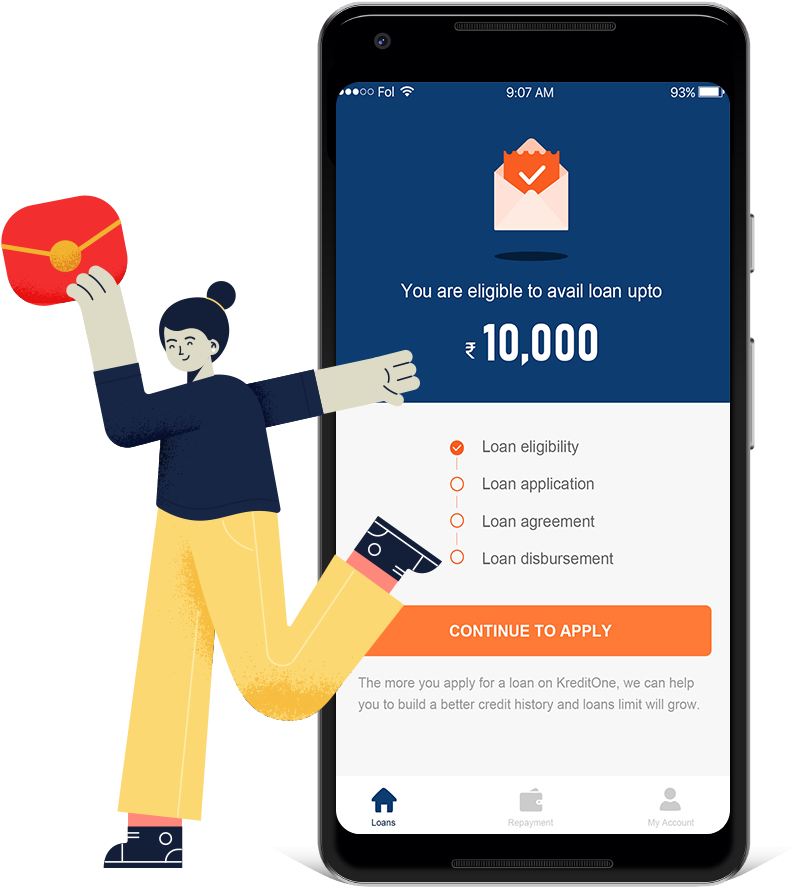 Fol 9:07 AM 93%
You are eligible to avail loan upto
₹ 10,000
Loan eligibility
Loan application
Loan agreement
Loan disbursement
CONTINUE TO APPLY
The more you apply for a loan on KreditOne, we can help
you to build a better credit history and loans limit will grow.
Loans Repayment My Account